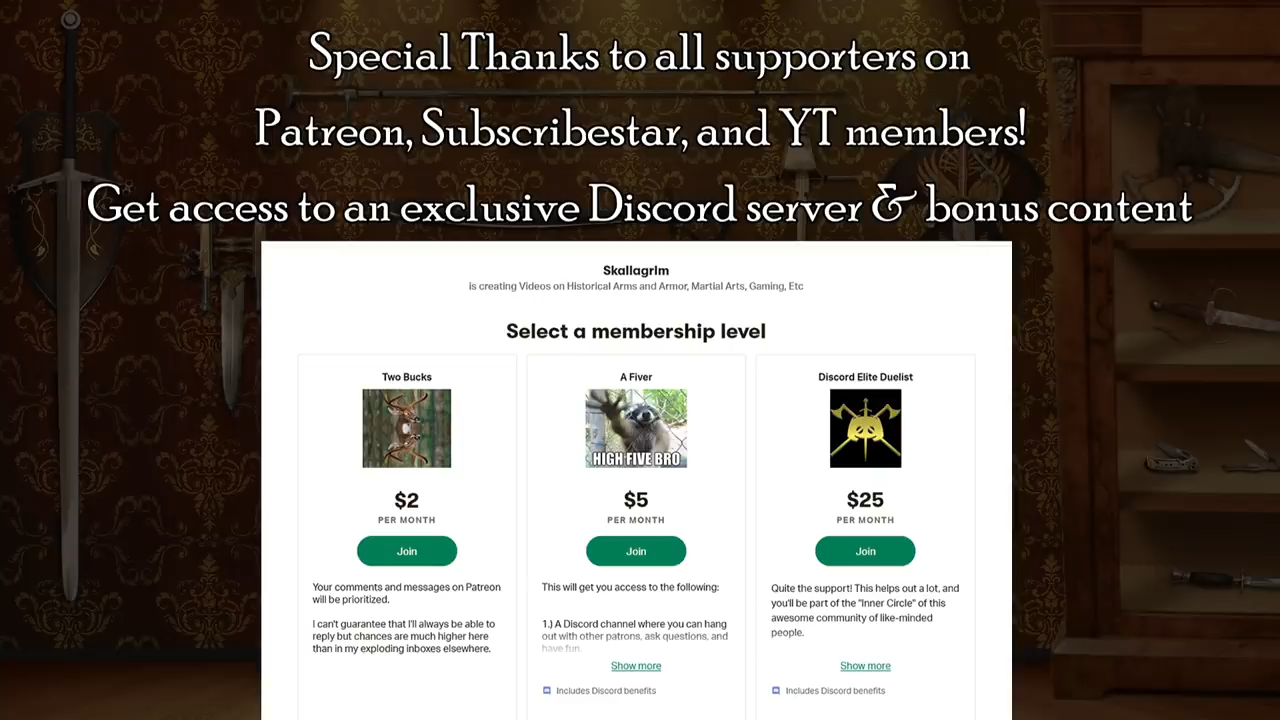 Special Thanks to all supporters on
Patreon, Subscribestar, and YT members!
Get access to an exclusive Discord server & bonus content
Skallagrim
is creating Videos on Historical Arms and Armor, Martial Arts, Gaming, Etc
Select a membership level
Two Bucks
$2
PER MONTH
Join
Your comments and messages on Patreon
will be prioritized.
I can't guarantee that I'll always be able to
reply but chances are much higher here
than in my exploding inboxes elsewhere.
A Fiver
HIGH FIVE BRO
$5
PER MONTH
Join
This will get you access to the following:
1.) A Discord channel where you can hang
out with other patrons, ask questions, and
have fun.
Show more
Includes Discord benefits
Discord Elite Duelist
$25
PER MONTH
Join
Quite the support! This helps out a lot, and
you'll be part of the "Inner Circle" of this
awesome community of like-minded
people.
Show more
Includes Discord benefits